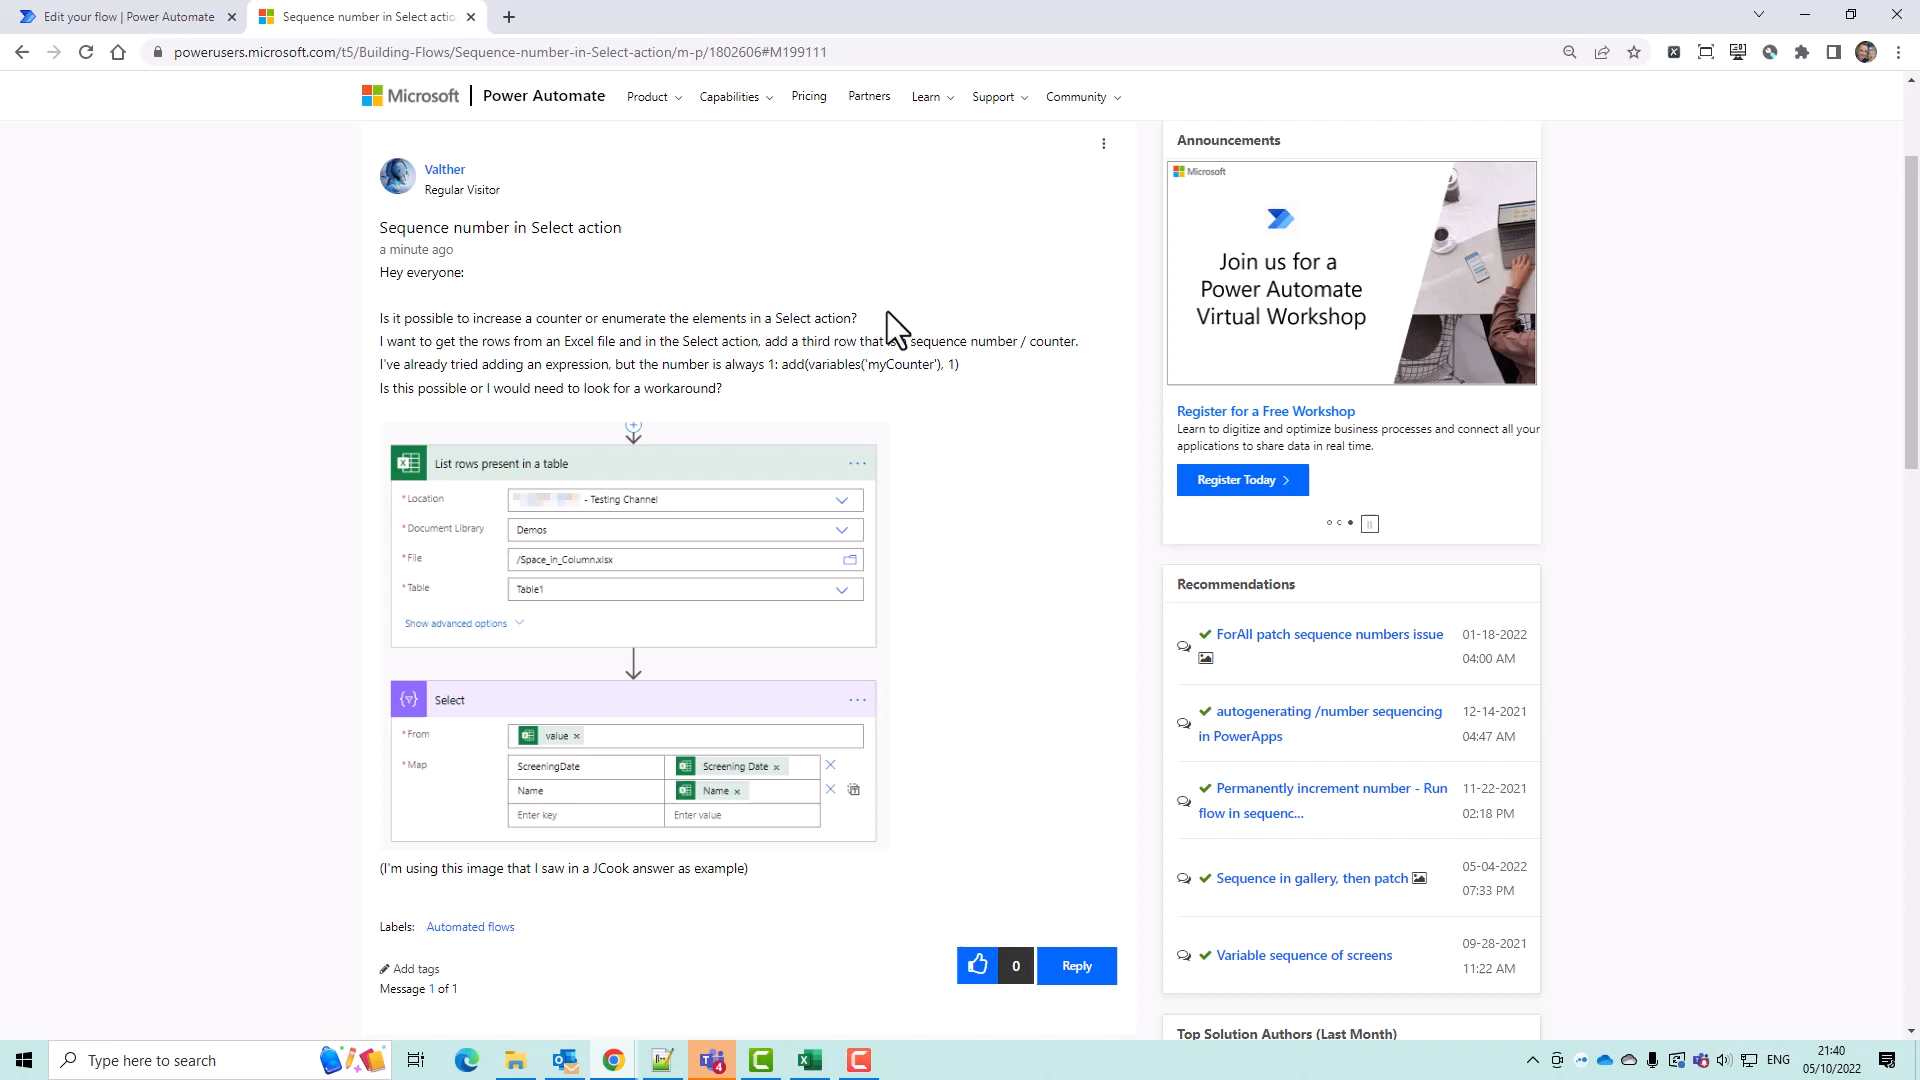 Edit your flow | Power Automate
Sequence number in Select actio
powerusers.microsoft.com/t5/Building-Flows/Sequence-number-in-Select-action/m-p/1802606#M199111
Microsoft
Power Automate
Product
Capabilities
Pricing
Partners
Learn
Support
Community
Valther
Regular Visitor
Sequence number in Select action
a minute ago
Hey everyone:
Is it possible to increase a counter or enumerate the elements in a Select action?
I want to get the rows from an Excel file and in the Select action, add a third row that sequence number / counter.
I've already tried adding an expression, but the number is always 1: add(variables('myCounter'), 1)
Is this possible or I would need to look for a workaround?
List rows present in a table
* Location
- Testing Channel
* Document Library
Demos
* File
/Space_in_Column.xlsx
* Table
Table1
Show advanced options
Select
* From
value
* Map
ScreeningDate
Screening Date
Name
Name
Enter key
Enter value
(I'm using this image that I saw in a JCook answer as example)
Labels:
Automated flows
Add tags
Message 1 of 1
0
Reply
Announcements
Microsoft
Join us for a
Power Automate
Virtual Workshop
Register for a Free Workshop
Learn to digitize and optimize business processes and connect all your
applications to share data in real time.
Register Today
Recommendations
ForAll patch sequence numbers issue
01-18-2022
04:00 AM
autogenerating /number sequencing
in PowerApps
12-14-2021
04:47 AM
Permanently increment number - Run
flow in sequenc...
11-22-2021
02:18 PM
Sequence in gallery, then patch
05-04-2022
07:33 PM
Variable sequence of screens
09-28-2021
11:22 AM
Top Solution Authors (Last Month)
Type here to search
4
ENG
21:40
05/10/2022